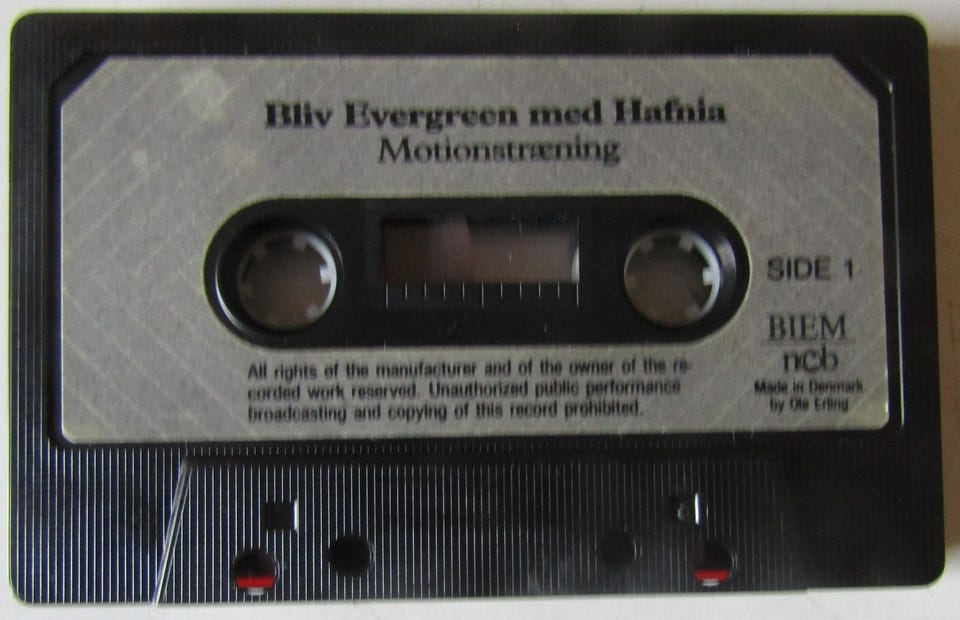 Bliv Evergreen med Hafnia
Motionstræning
SIDE 1
BIEM
ncb
Made in Denmark
by Ole Erling
All rights of the manufacturer and of the owner of the re-
corded work reserved. Unauthorized public performance
broadcasting and copying of this record prohibited.